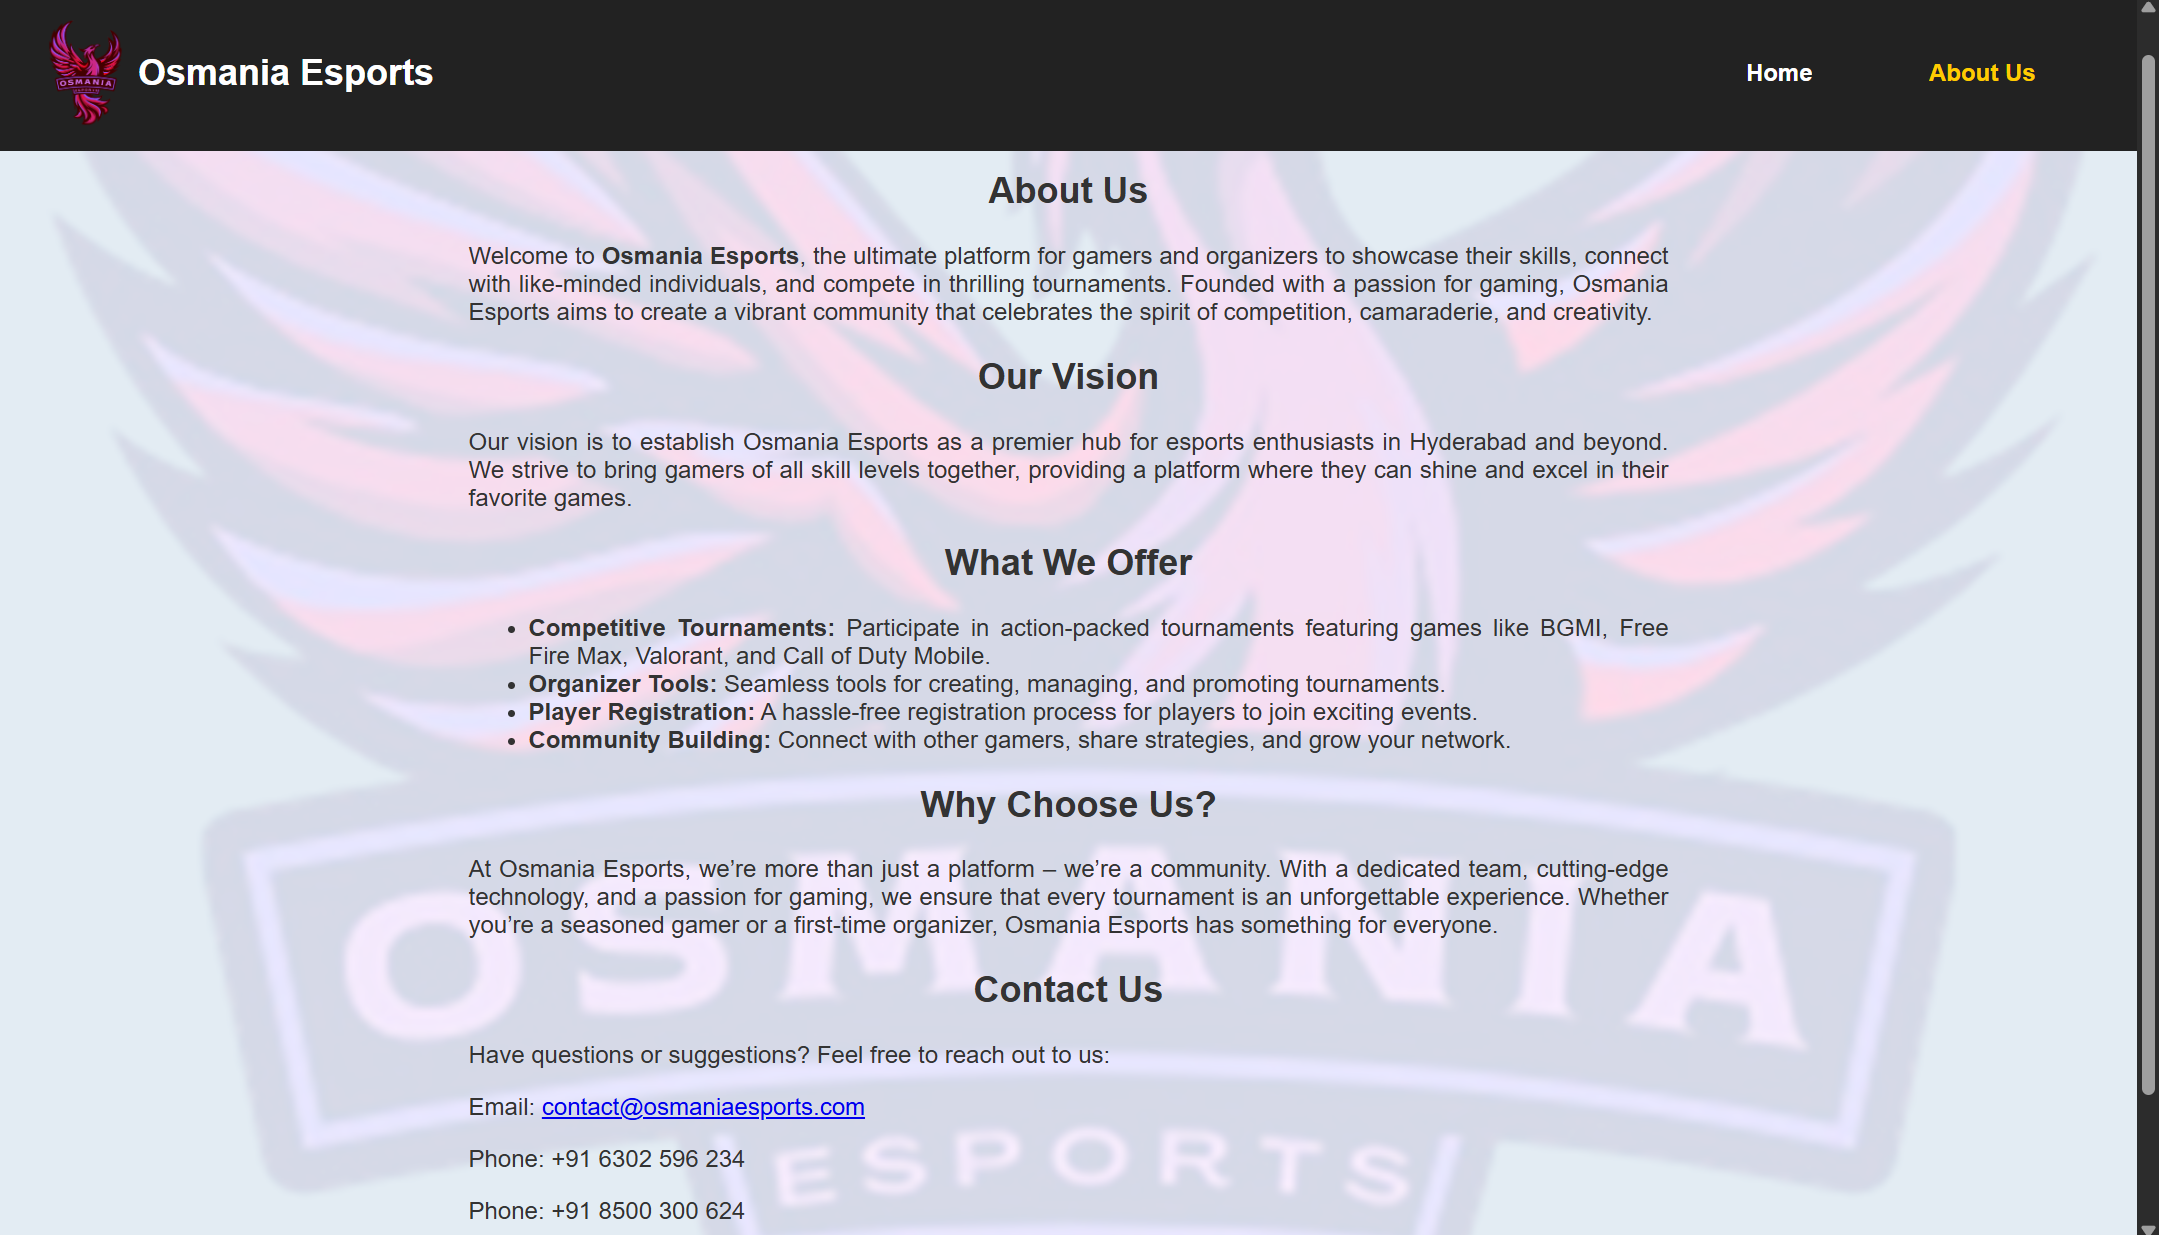 OSMANIA
Osmania Esports
Home
About Us
About Us
Welcome to Osmania Esports, the ultimate platform for gamers and organizers to showcase their skills, connect
with like-minded individuals, and compete in thrilling tournaments. Founded with a passion for gaming, Osmania
Esports aims to create a vibrant community that celebrates the spirit of competition, camaraderie, and creativity.
Our Vision
Our vision is to establish Osmania Esports as a premier hub for esports enthusiasts in Hyderabad and beyond.
We strive to bring gamers of all skill levels together, providing a platform where they can shine and excel in their
favorite games.
What We Offer
• Competitive Tournaments: Participate in action-packed tournaments featuring games like BGMI, Free
Fire Max, Valorant, and Call of Duty Mobile.
• Organizer Tools: Seamless tools for creating, managing, and promoting tournaments.
• Player Registration: A hassle-free registration process for players to join exciting events.
• Community Building: Connect with other gamers, share strategies, and grow your network.
Why Choose Us?
At Osmania Esports, we’re more than just a platform – we’re a community. With a dedicated team, cutting-edge
technology, and a passion for gaming, we ensure that every tournament is an unforgettable experience. Whether
you’re a seasoned gamer or a first-time organizer, Osmania Esports has something for everyone.
OSMANIA
Contact Us
Have questions or suggestions? Feel free to reach out to us:
Email: contact@osmaniaesports.com
Phone: +91 6302 596 234
ESPORTS
Phone: +91 8500 300 624